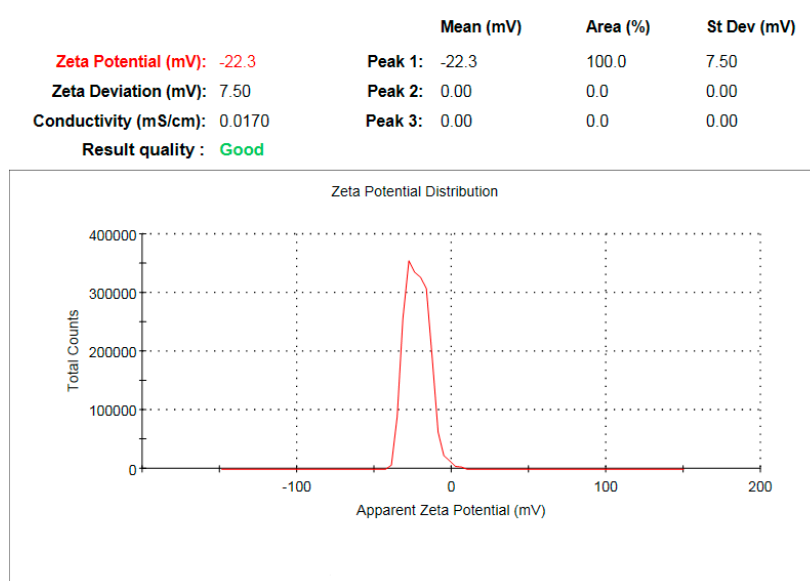 Mean (mV) Area (%) St Dev (mV)
Zeta Potential (mV): -22.3 Peak 1: -22.3 100.0 7.50
Zeta Deviation (mV): 7.50 Peak 2: 0.00 0.0 0.00
Conductivity (mS/cm): 0.0170 Peak 3: 0.00 0.0 0.00
Result quality : Good
Zeta Potential Distribution
400000
300000
200000
100000
0
Total Counts
-100 0 100 200
Apparent Zeta Potential (mV)